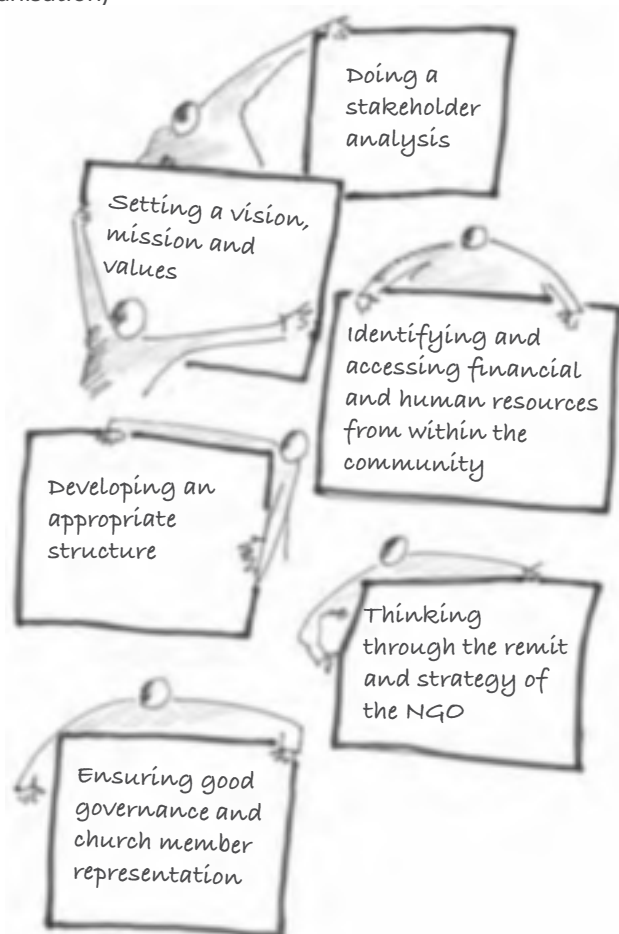 Doing a
stakeholder
analysis
Setting a vision,
mission and
values
Identifying and
accessing financial
and human resources
from within the
community
Developing an
appropriate
structure
Thinking
through the remit
and strategy of
the NGO
Ensuring good
governance and
church member
representation